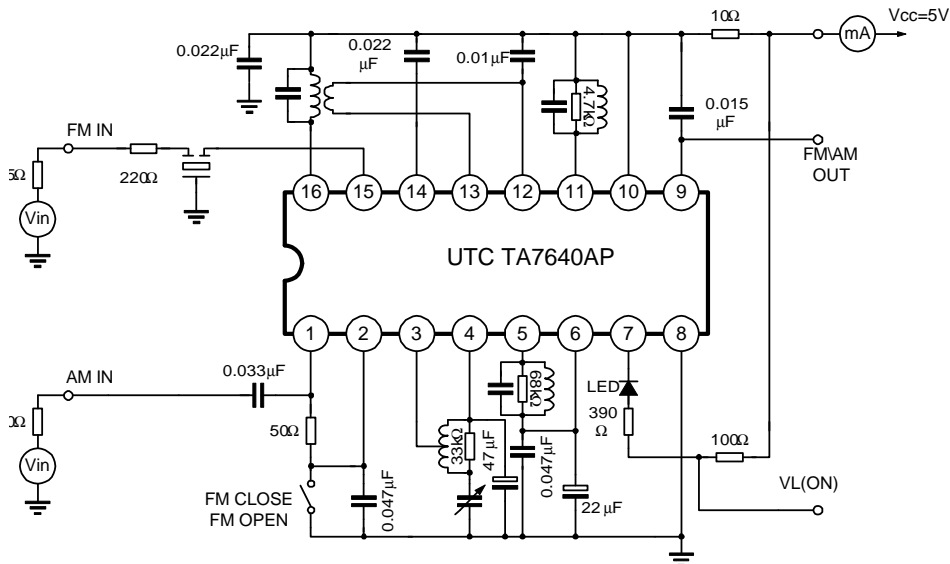 10Ω
Vcc=5V
mA
0.022μF
0.022
μF
0.01μF
4.7kΩ
0.015
μF
FM IN
FM\AM
OUT
220Ω
5Ω
Vin
16
15
14
13
12
11
10
9
UTC TA7640AP
1
2
3
4
5
6
7
8
0.033μF
AM IN
LED
68kΩ
390
Ω
0Ω
50Ω
33kΩ
47μF
0.047μF
100Ω
Vin
VL(ON)
FM CLOSE
FM OPEN
0.047μF
22μF